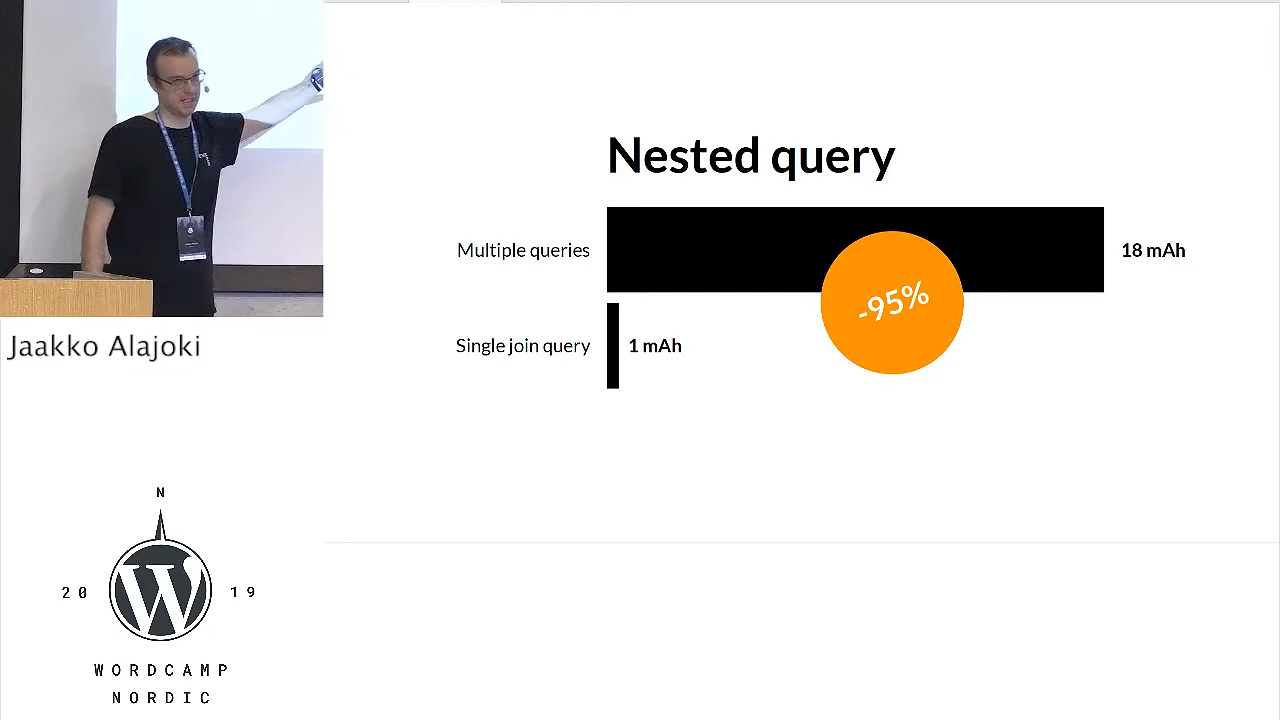 Nested query
Multiple queries
18 mAh
-95%
Single join query
1 mAh
Jaakko Alajoki
N
20 19
WORDCAMP
NORDIC